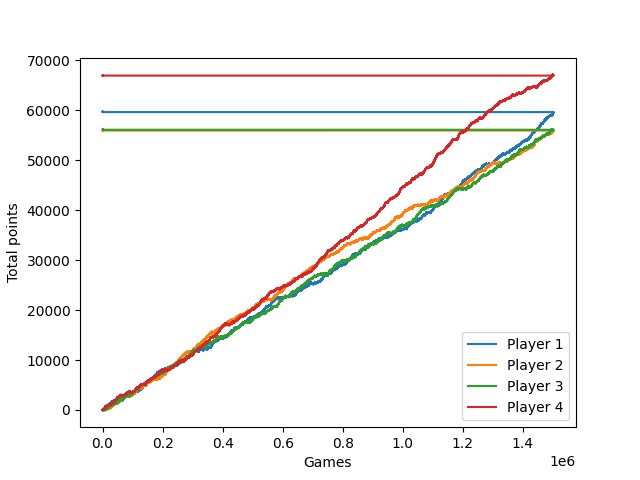 70000
60000
50000
40000
30000
20000
10000
0
Total points
0.0 0.2 0.4 0.6 0.8 1.0 1.2 1.4
1e6
Games
Player 1
Player 2
Player 3
Player 4